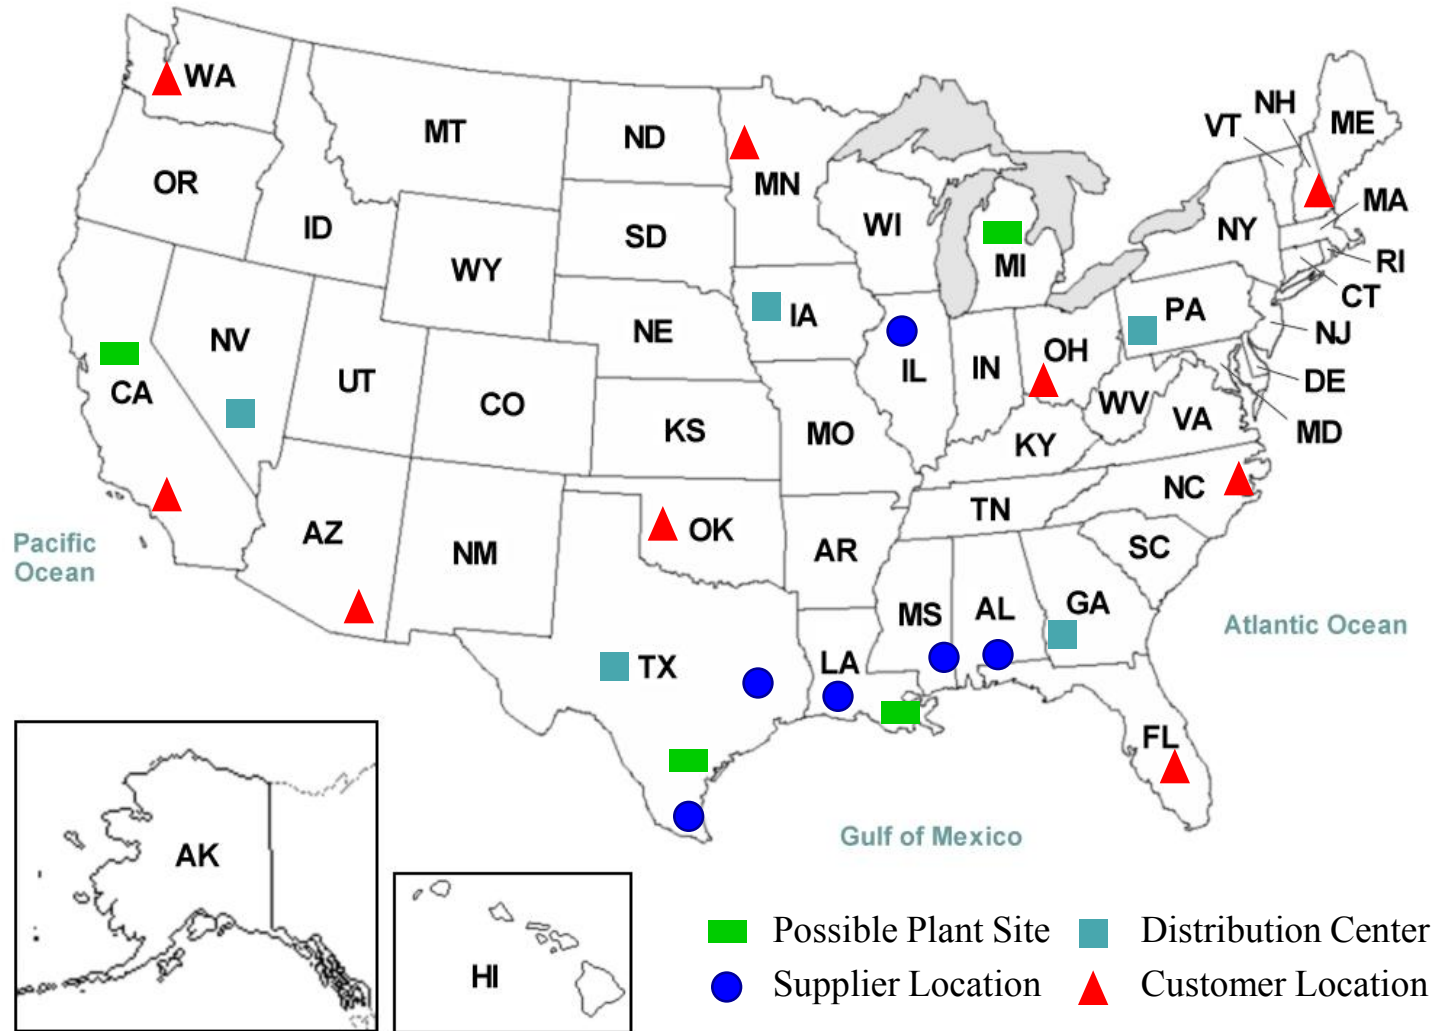 WA
MT
ND
MN
OR
ID
SD
WI
WY
MI
NH
VT
ME
MA
NY
RI
CT
NV
NE
IA
PA
NJ
CA
UT
CO
IL
IN
OH
DE
KS
MO
WV
VA
MD
KY
AZ
NM
OK
AR
TN
NC
SC
Pacific
Ocean
MS
AL
GA
Atlantic Ocean
TX
LA
FL
Gulf of Mexico
AK
HI
Possible Plant Site
Distribution Center
Supplier Location
Customer Location